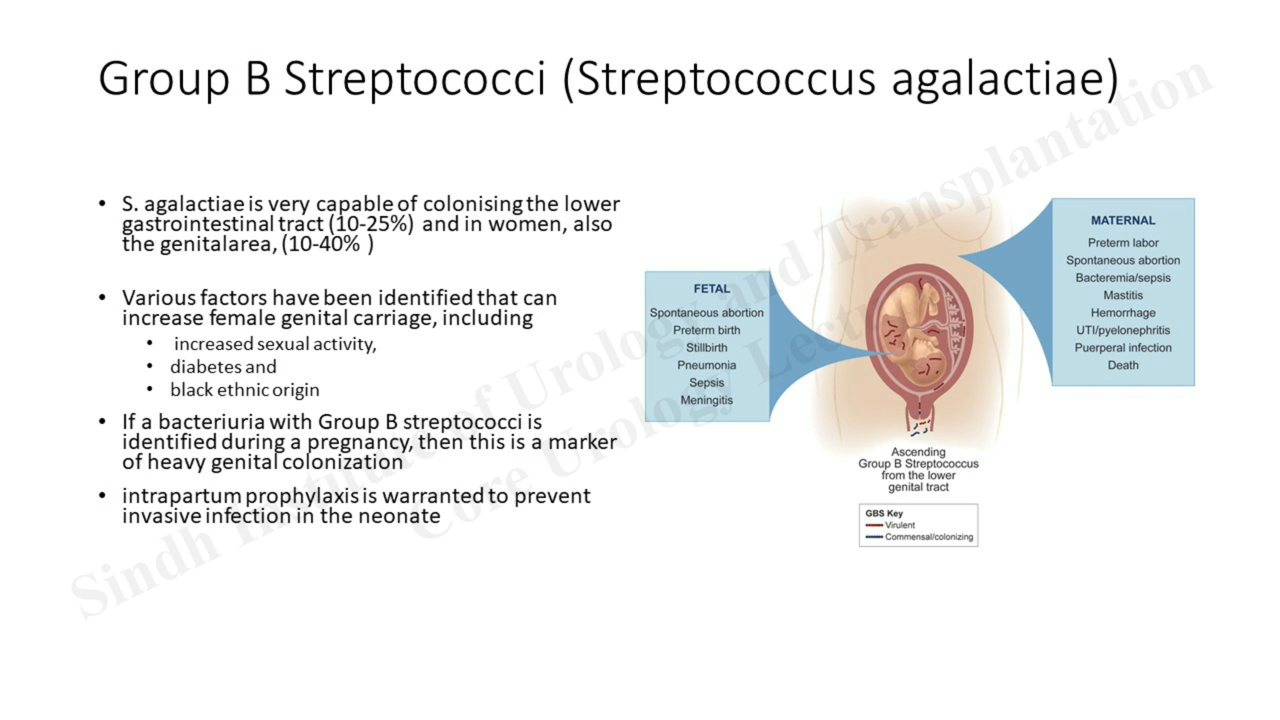 Group B Streptococci (Streptococcus agalactiae)
• S. agalactiae is very capable of colonising the lower
gastrointestinal tract (10-25%) and in women, also
the genitalarea, (10-40% )
• Various factors have been identified that can
increase female genital carriage, including
• increased sexual activity,
• diabetes and
• black ethnic origin
• If a bacteriuria with Group B streptococci is
identified during a pregnancy, then this is a marker
of heavy genital colonization
• intrapartum prophylaxis is warranted to prevent
invasive infection in the neonate
FETAL
Spontaneous abortion
Preterm birth
Stillbirth
Pneumonia
Sepsis
Meningitis
MATERNAL
Preterm labor
Spontaneous abortion
Bacteremia/sepsis
Mastitis
Hemorrhage
UTI/pyelonephritis
Puerperal infection
Death
Ascending
Group B Streptococcus
from the lower
genital tract
GBS Key
Virulent
Commensal/colonizing
Sindh Institute of Urology and Transplantation
Core Urology Lecture